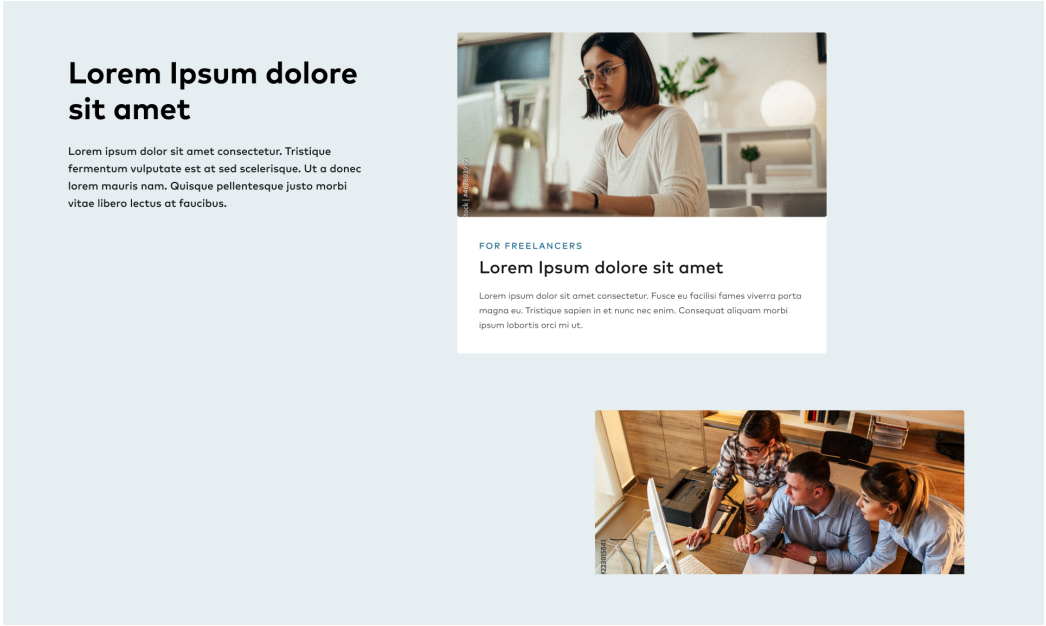 Lorem Ipsum dolore
sit amet
Lorem ipsum dolor sit amet consectetur. Tristique
fermentum vulputate est at sed scelerisque. Ut a donec
lorem mauris nam. Quisque pellentesque justo morbi
vitae libero lectus at faucibus.
FOR FREELANCERS
Lorem Ipsum dolore sit amet
Lorem ipsum dolor sit amet consectetur. Fusce eu facilisi fames viverra porta
magna eu. Tristique sapien in et nunc nec enim. Consequat aliquam morbi
ipsum lobortis orci mi ut.